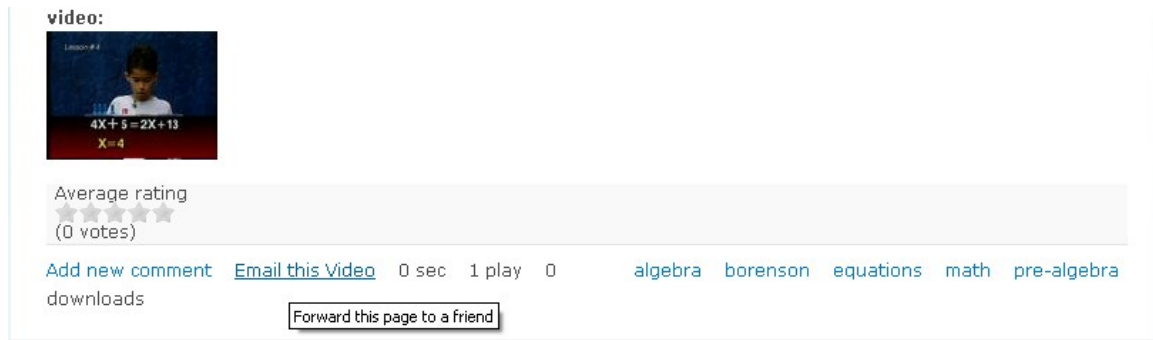 video:
Lesson #4
4X+5=2X+13
X=4
Average rating
(0 votes)
Add new comment Email this Video 0 sec 1 play 0 algebra borenson equations math pre-algebra
downloads
Forward this page to a friend